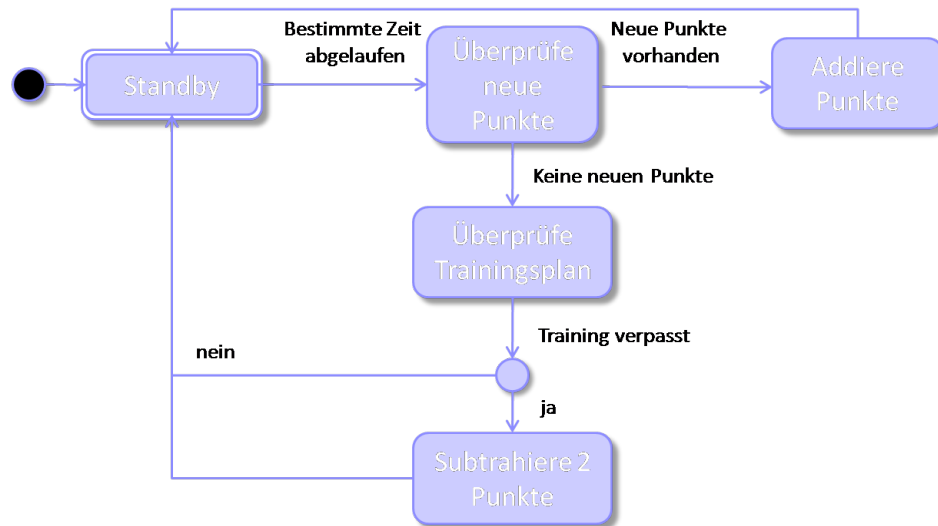 Bestimmte Zeit
abgelaufen
Neue Punkte
vorhanden
Standby
Überprüfe
neue
Punkte
Addiere
Punkte
Keine neuen Punkte
Überprüfe
Trainingsplan
Training verpasst
nein
ja
Subtrahiere 2
Punkte